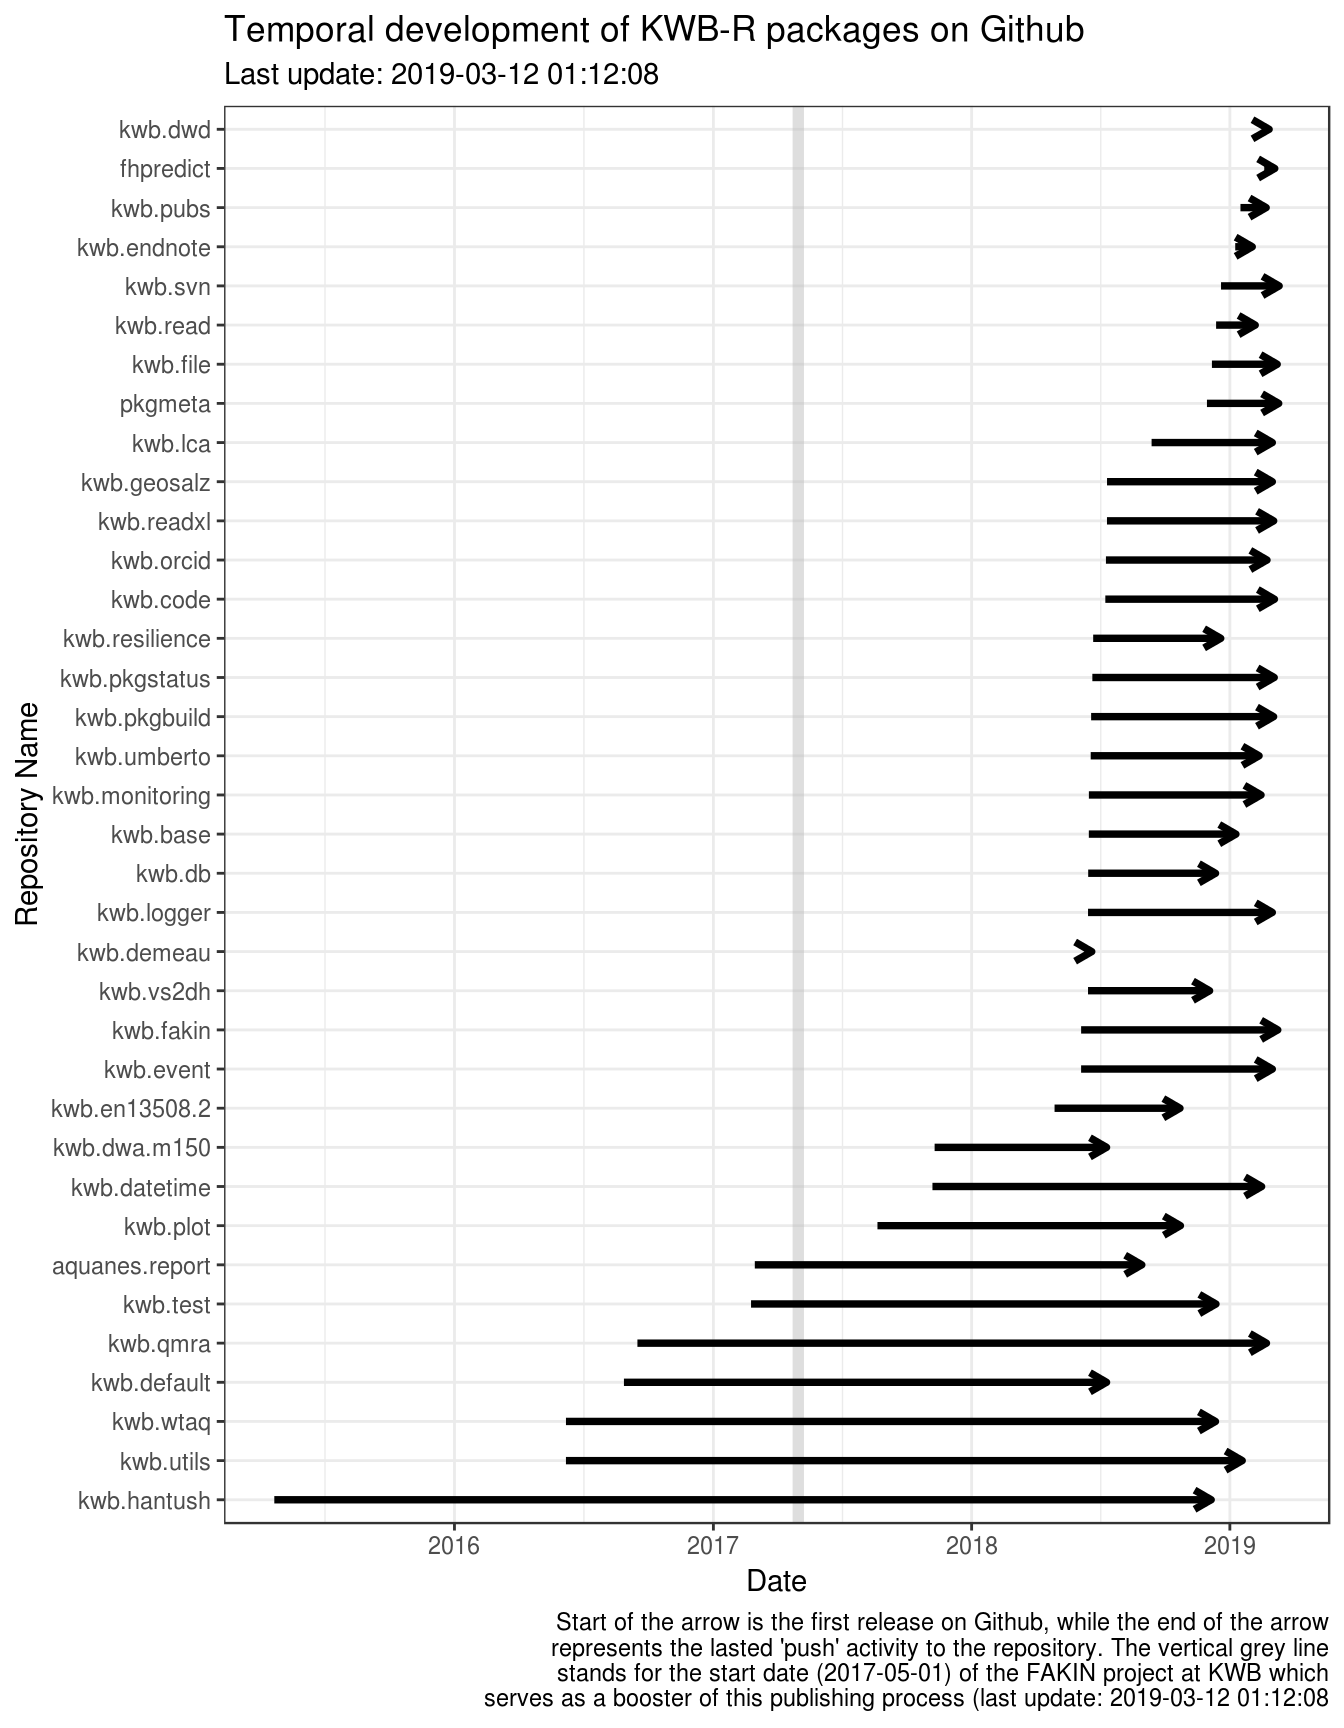 Temporal development of KWB-R packages on Github
Last update: 2019-03-12 01:12:08
Repository Name
kwb.dwd
fhpredict
kwb.pubs
kwb.endnote
kwb.svn
kwb.read
kwb.file
pkgmeta
kwb.lca
kwb.geosalz
kwb.readxl
kwb.orcid
kwb.code
kwb.resilience
kwb.pkgstatus
kwb.pkgbuild
kwb.umberto
kwb.monitoring
kwb.base
kwb.db
kwb.logger
kwb.demeau
kwb.vs2dh
kwb.fakin
kwb.event
kwb.en13508.2
kwb.dwa.m150
kwb.datetime
kwb.plot
aquanes.report
kwb.test
kwb.qmra
kwb.default
kwb.wtaq
kwb.utils
kwb.hantush
2016 2017 2018 2019
Date
Start of the arrow is the first release on Github, while the end of the arrow
represents the lasted 'push' activity to the repository. The vertical grey line
stands for the start date (2017-05-01) of the FAKIN project at KWB which
serves as a booster of this publishing process (last update: 2019-03-12 01:12:08